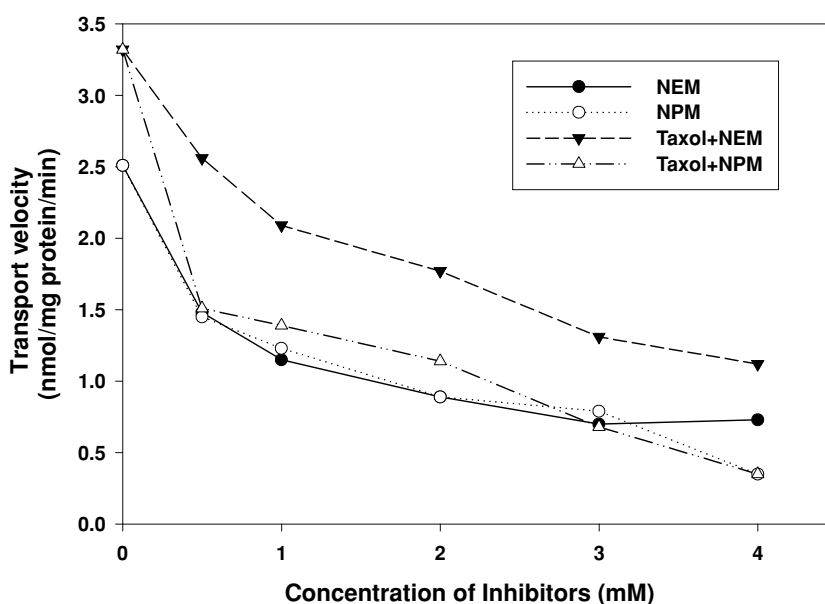 3.5
3.0
2.5
2.0
1.5
1.0
0.5
0.0
Transport velocity
(nmol/mg protein/min)
NEM
NPM
Taxol+NEM
Taxol+NPM
0 1 2 3 4
Concentration of Inhibitors (mM)